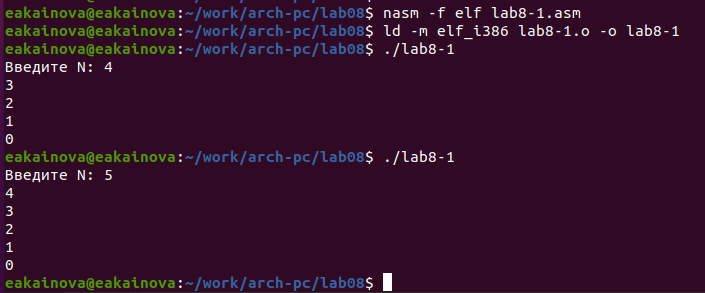 eakainova@eakainova:~/work/arch-pc/lab08$ nasm -f elf lab8-1.asm
eakainova@eakainova:~/work/arch-pc/lab08$ ld -m elf_i386 lab8-1.o -o lab8-1
eakainova@eakainova:~/work/arch-pc/lab08$ ./lab8-1
Введите N: 4
3
2
1
0
eakainova@eakainova:~/work/arch-pc/lab08$ ./lab8-1
Введите N: 5
4
3
2
1
0
eakainova@eakainova:~/work/arch-pc/lab08$